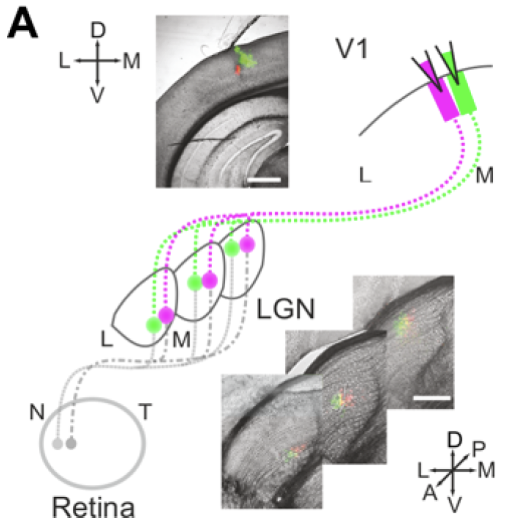 A
D
L M
V
V1
L M
LGN
L M
N T
Retina
D P
L M
A V